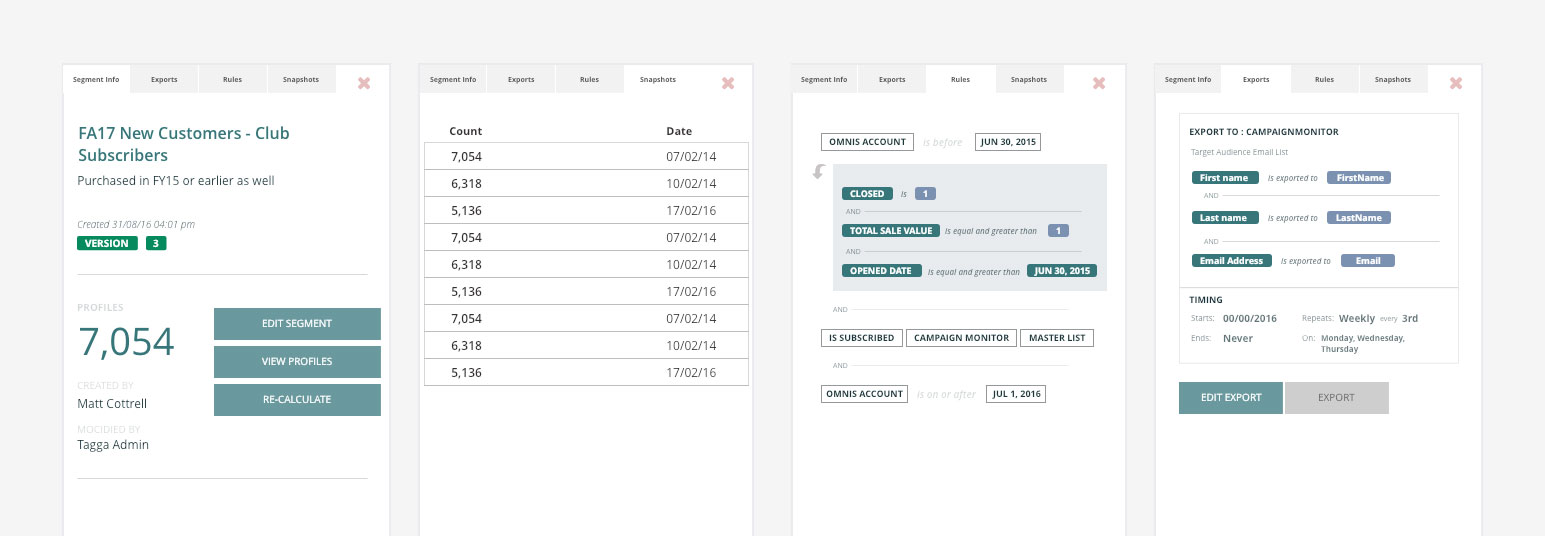 Segment Info Exports Rules Snapshots
FA17 New Customers - Club
Subscribers
Purchased in FY15 or earlier as well
Created 31/08/16 04:01 pm
VERSION 3
PROFILES
7,054
EDIT SEGMENT
VIEW PROFILES
RE-CALCULATE
CREATED BY
Matt Cottrell
MOCIDIED BY
Tagga Admin
Segment Info Exports Rules Snapshots
Count Date
7,054 07/02/14
6,318 10/02/14
5,136 17/02/16
7,054 07/02/14
6,318 10/02/14
5,136 17/02/16
7,054 07/02/14
6,318 10/02/14
5,136 17/02/16
Segment Info Exports Rules Snapshots
OMNIS ACCOUNT is before JUN 30, 2015
CLOSED is 1
AND
TOTAL SALE VALUE is equal and greater than 1
AND
OPENED DATE is equal and greater than JUN 30, 2015
AND
IS SUBSCRIBED CAMPAIGN MONITOR MASTER LIST
AND
OMNIS ACCOUNT is on or after JUL 1, 2016
Segment Info Exports Rules Snapshots
EXPORT TO : CAMPAIGNMONITOR
Target Audience Email List
First name is exported to FirstName
AND
Last name is exported to LastName
AND
Email Address is exported to Email
TIMING
Starts: 00/00/2016 Repeats: Weekly every 3rd
Ends: Never On: Monday, Wednesday,
Thursday
EDIT EXPORT EXPORT